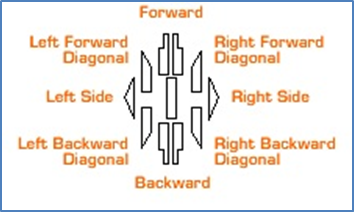 Forward
Left Forward
Diagonal
Right Forward
Diagonal
Left Side
Right Side
Left Backward
Diagonal
Right Backward
Diagonal
Backward